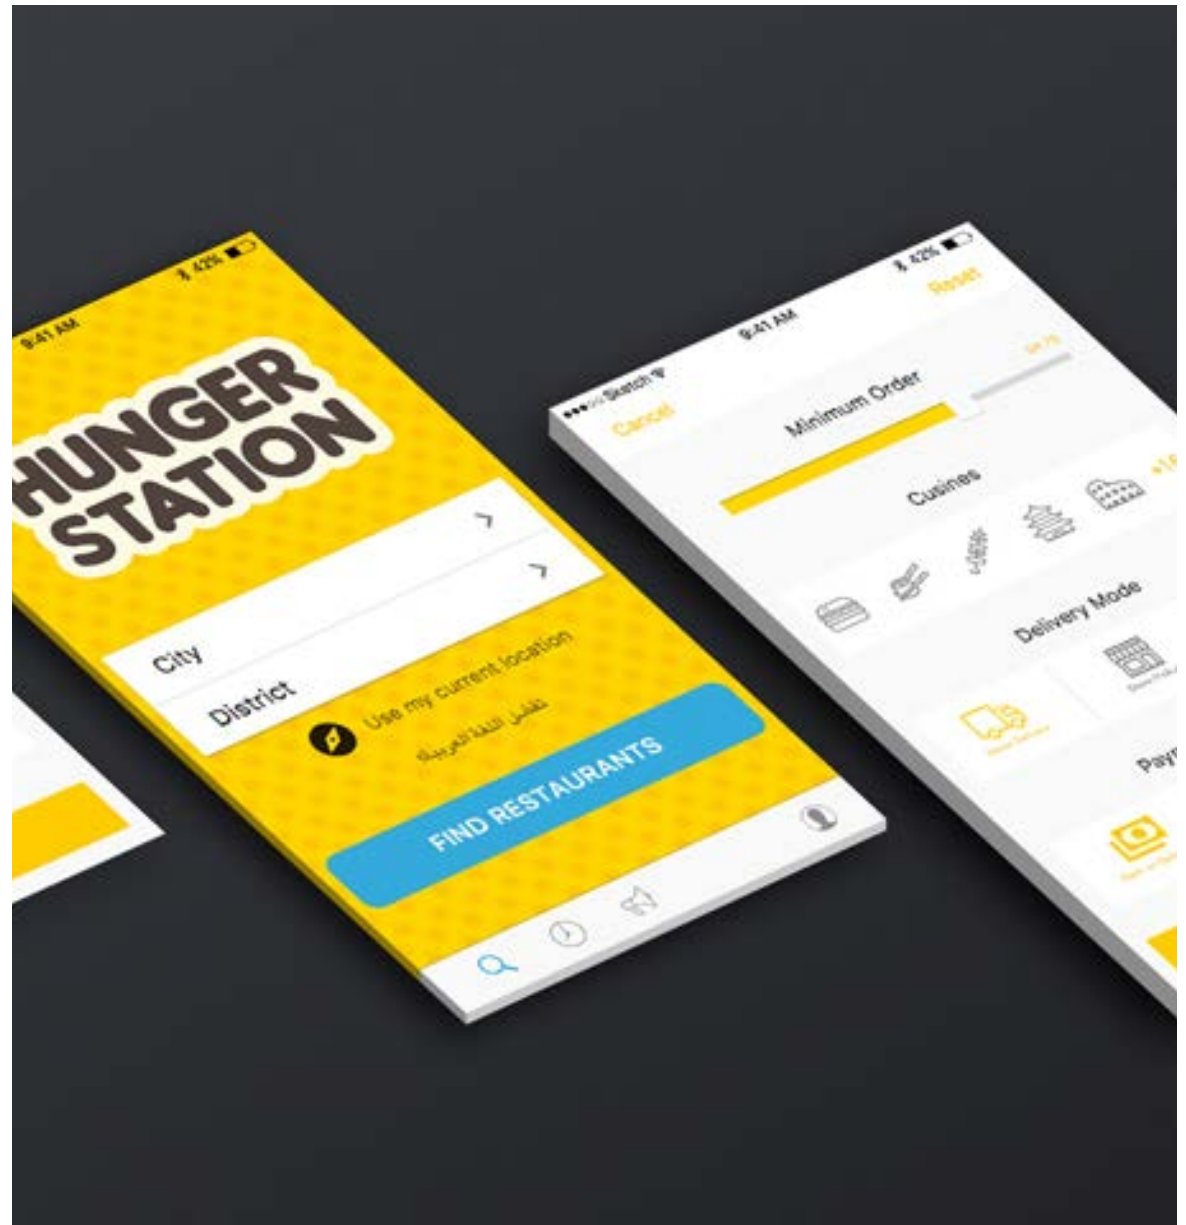 9:41 AM
42%
HUNGER
STATION
City
District
Use my current location
تفضل اللغة العربية؟
FIND RESTAURANTS
Sketch
9:41 AM
42%
Cancel
Reset
Minimum Order
Cusines
Delivery Mode